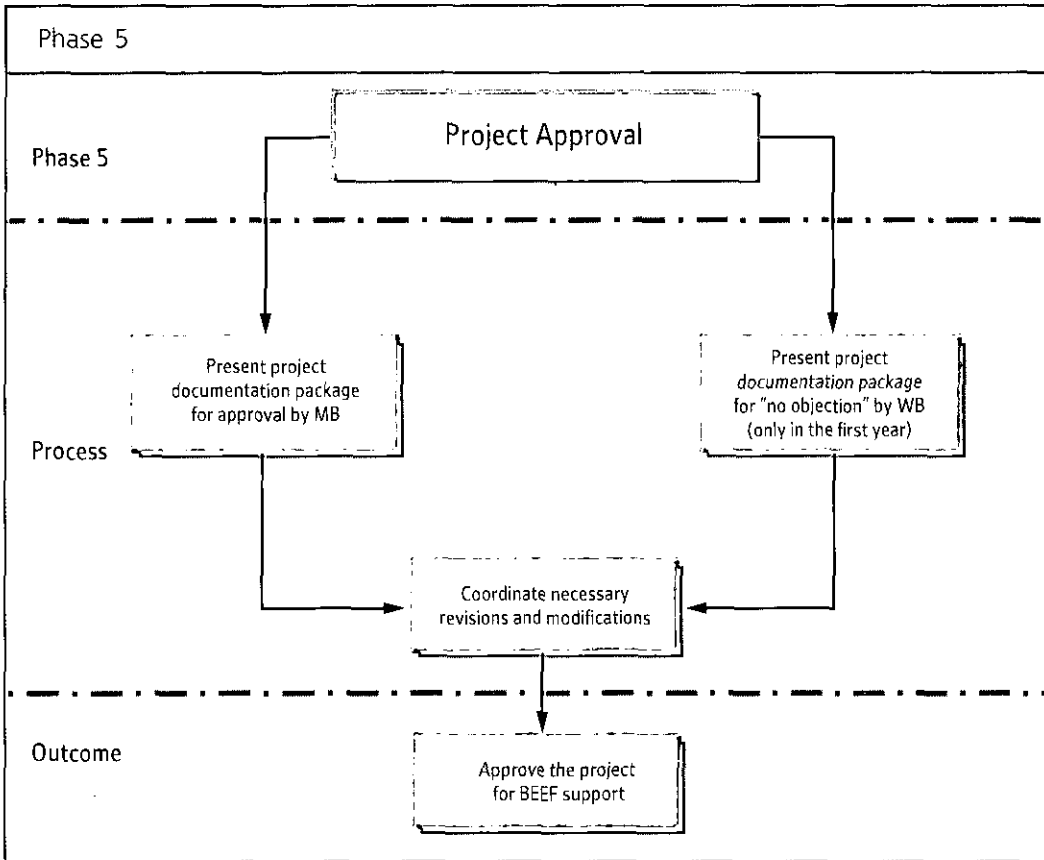 Phase 5
Project Approval
Phase 5
Present project
documentation package
for approval by MB
Present project
documentation package
for "no objection" by WB
(only in the first year)
Process
Coordinate necessary
revisions and modifications
Outcome
Approve the project
for BEEF support